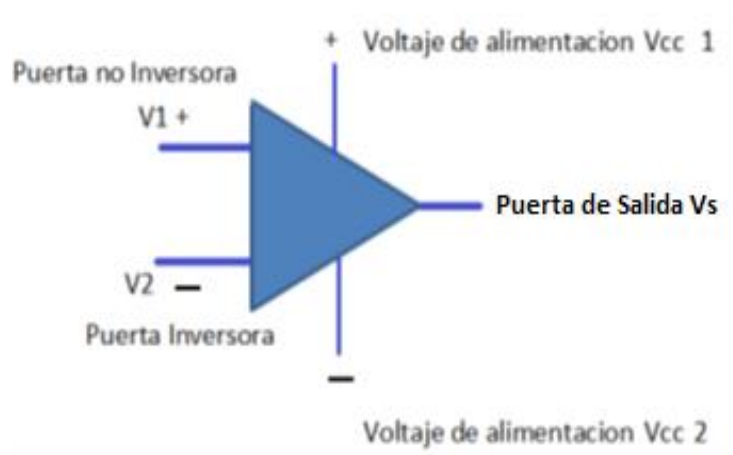 + Voltaje de alimentacion Vcc 1
Puerta no Inversora
V1 +
Puerta de Salida Vs
V2 −
Puerta Inversora
−
Voltaje de alimentacion Vcc 2